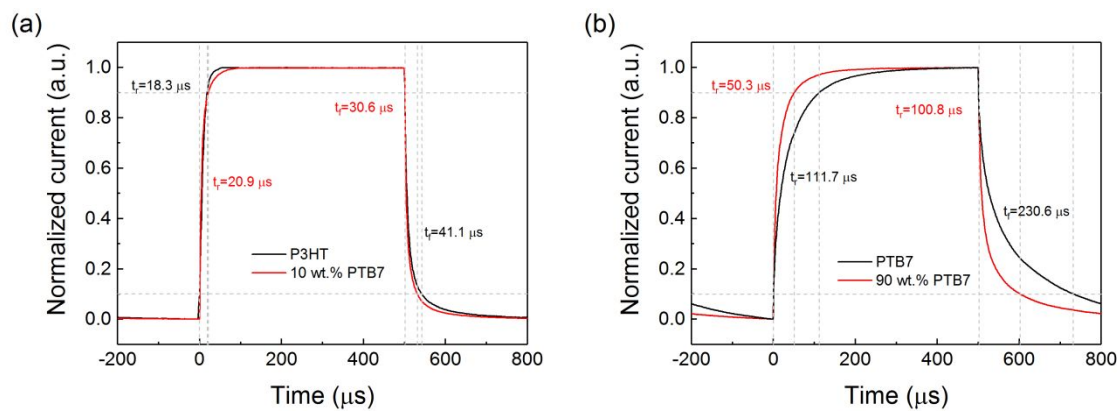 (a)
Normalized current (a.u.)
1.0
0.8
0.6
0.4
0.2
0.0
tr=18.3 μs
tf=30.6 μs
tr=20.9 μs
tf=41.1 μs
P3HT
10 wt.% PTB7
-200
0
200
400
600
800
Time (μs)
(b)
Normalized current (a.u.)
1.0
0.8
0.6
0.4
0.2
0.0
tr=50.3 μs
tr=100.8 μs
tr=111.7 μs
tf=230.6 μs
PTB7
90 wt.% PTB7
-200
0
200
400
600
800
Time (μs)